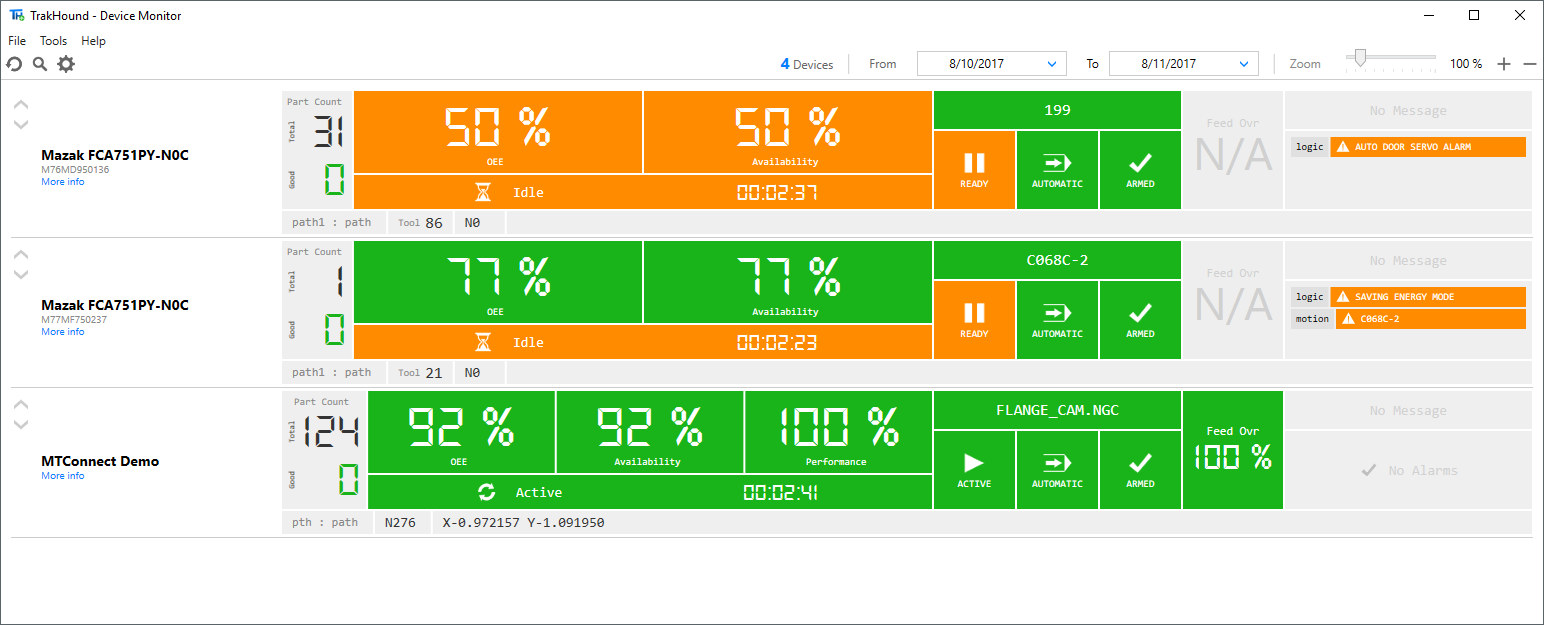 TrakHound - Device Monitor
File Tools Help
4 Devices From 8/10/2017 To 8/11/2017 Zoom 100 %
Mazak FCA751PY-N0C
M76MD950136
More info
Part Count
Total 31
Good 0
50 %
OEE
50 %
Availability
Idle 00:02:37
199
READY
AUTOMATIC
ARMED
Feed Ovr
N/A
No Message
logic AUTO DOOR SERVO ALARM
path1 : path Tool 86 N0
Mazak FCA751PY-N0C
M77MF750237
More info
Part Count
Total 1
Good 0
77 %
OEE
77 %
Availability
Idle 00:02:23
C068C-2
READY
AUTOMATIC
ARMED
Feed Ovr
N/A
No Message
logic SAVING ENERGY MODE
motion C068C-2
path1 : path Tool 21 N0
MTConnect Demo
More info
Part Count
Total 124
Good 0
92 %
OEE
92 %
Availability
100 %
Performance
Active 00:02:41
FLANGE_CAM.NGC
ACTIVE
AUTOMATIC
ARMED
Feed Ovr
100 %
No Message
No Alarms
pth : path N276 X-0.972157 Y-1.091950